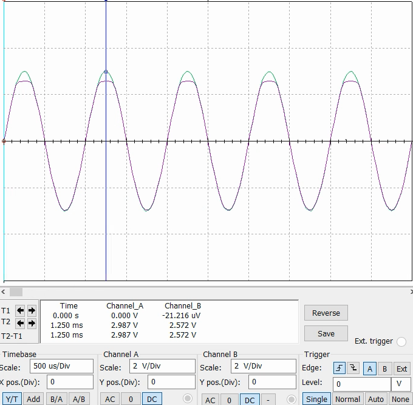 Time Channel_A Channel_B
T1 0.000 s 0.000 V -21.216 uV
T2 1.250 ms 2.987 V 2.572 V
T2-T1 1.250 ms 2.987 V 2.572 V
Reverse
Save
Ext. trigger
Timebase
Scale: 500 us/Div
X pos.(Div): 0
Y/T Add B/A A/B
Channel A
Scale: 2 V/Div
Y pos.(Div): 0
AC 0 DC
Channel B
Scale: 2 V/Div
Y pos.(Div): 0
AC 0 DC -
Trigger
Edge: A B Ext
Level: 0 V
Single Normal Auto None